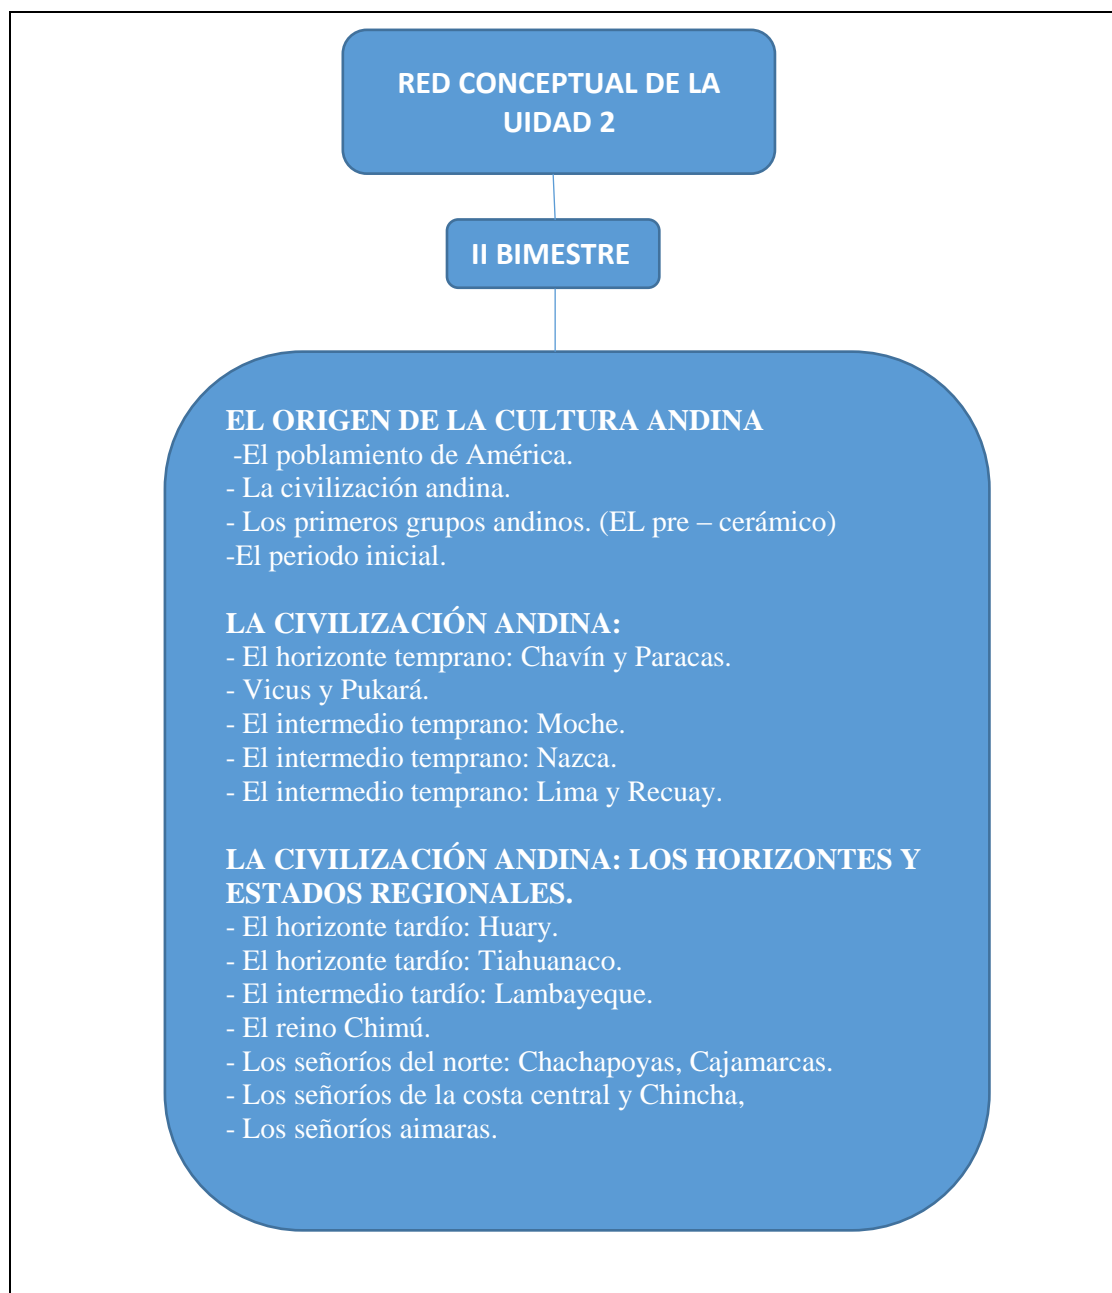 RED CONCEPTUAL DE LA
UIDAD 2
II BIMESTRE
EL ORIGEN DE LA CULTURA ANDINA
-El poblamiento de América.
- La civilización andina.
- Los primeros grupos andinos. (EL pre – cerámico)
-El periodo inicial.
LA CIVILIZACIÓN ANDINA:
- El horizonte temprano: Chavín y Paracas.
- Vicus y Pukará.
- El intermedio temprano: Moche.
- El intermedio temprano: Nazca.
- El intermedio temprano: Lima y Recuay.
LA CIVILIZACIÓN ANDINA: LOS HORIZONTES Y
ESTADOS REGIONALES.
- El horizonte tardío: Huary.
- El horizonte tardío: Tiahuanaco.
- El intermedio tardío: Lambayeque.
- El reino Chimú.
- Los señoríos del norte: Chachapoyas, Cajamarcas.
- Los señoríos de la costa central y Chincha,
- Los señoríos aimaras.